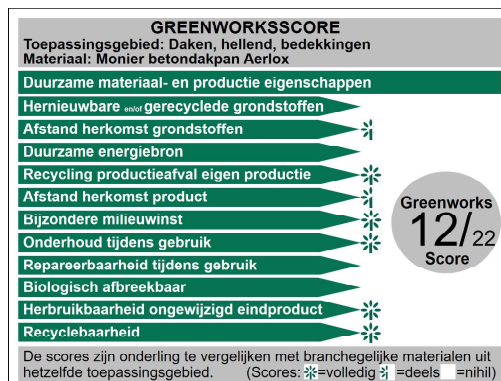 GREENWORKSSCORE
Toepassingsgebied: Daken, hellend, bedekkingen
Materiaal: Monier betondakpan Aerlox
Duurzame materiaal- en productie eigenschappen
Hernieuwbare en/of gerecyclede grondstoffen
Afstand herkomst grondstoffen
Duurzame energiebron
Recycling productieafval eigen productie
Afstand herkomst product
Bijzondere milieuwinst
Onderhoud tijdens gebruik
Repareerbaarheid tijdens gebruik
Biologisch afbreekbaar
Herbruikbaarheid ongewijzigd eindproduct
Recyclebaarheid
Greenworks
12/22
Score
De scores zijn onderling te vergelijken met branchegelijke materialen uit
hetzelfde toepassingsgebied. (Scores: =volledig =deels =nihil)